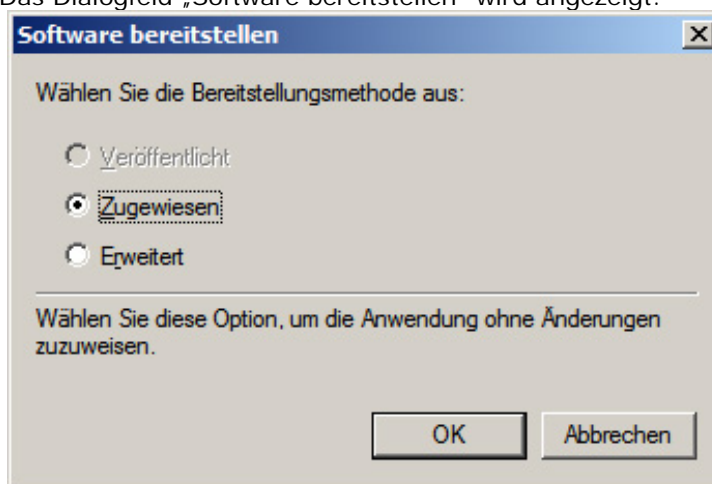 Das Dialogfeld „Software bereitstellen“ wird angezeigt.
Software bereitstellen
Wählen Sie die Bereitstellungsmethode aus:
Veröffentlicht
Zugewiesen
Erweitert
Wählen Sie diese Option, um die Anwendung ohne Änderungen
zuzuweisen.
OK
Abbrechen